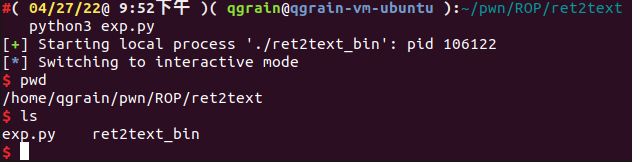 #( 04/27/22@ 9:52下午 )( qgrain@qgrain-vm-ubuntu ):~/pwn/ROP/ret2text
python3 exp.py
[+] Starting local process './ret2text_bin': pid 106122
[*] Switching to interactive mode
$ pwd
/home/qgrain/pwn/ROP/ret2text
$ ls
exp.py    ret2text_bin
$